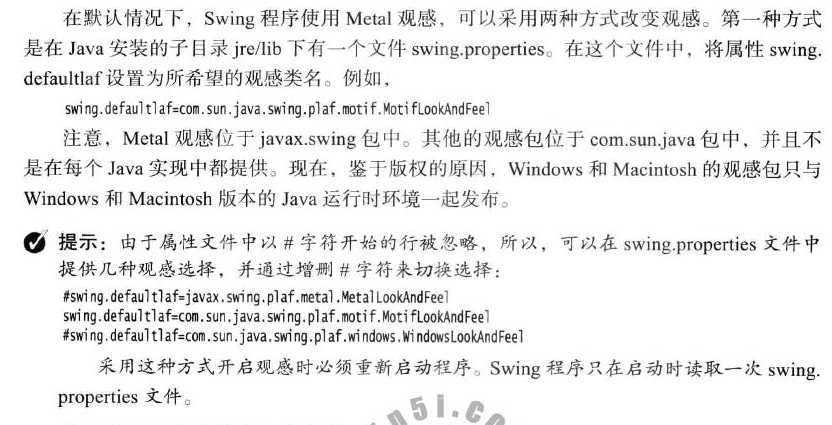 在默认情况下，Swing 程序使用 Metal 观感，可以采用两种方式改变观感。第一种方式
是在 Java 安装的子目录 jre/lib 下有一个文件 swing.properties。在这个文件中，将属性 swing.
defaultlaf 设置为所希望的观感类名。例如，
swing.defaultlaf=com.sun.java.swing.plaf.motif.MotifLookAndFeel
注意，Metal 观感位于 javax.swing 包中。其他的观感包位于 com.sun.java 包中，并且不
是在每个 Java 实现中都提供。现在，鉴于版权的原因，Windows 和 Macintosh 的观感包只与
Windows 和 Macintosh 版本的 Java 运行时环境一起发布。
提示：由于属性文件中以 # 字符开始的行被忽略，所以，可以在 swing.properties 文件中
提供几种观感选择，并通过增删 # 字符来切换选择：
#swing.defaultlaf=javax.swing.plaf.metal.MetalLookAndFeel
swing.defaultlaf=com.sun.java.swing.plaf.motif.MotifLookAndFeel
#swing.defaultlaf=com.sun.java.swing.plaf.windows.WindowsLookAndFeel
采用这种方式开启观感时必须重新启动程序。Swing 程序只在启动时读取一次 swing.
properties 文件。